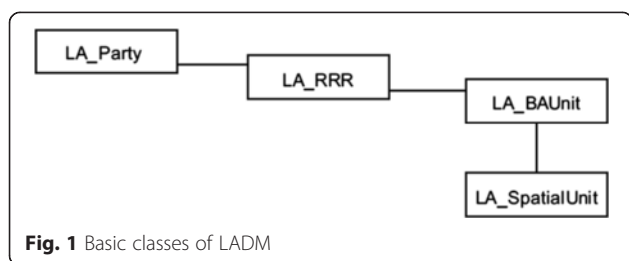 LA_Party
LA_RRR
LA_BAUnit
LA_SpatialUnit
Fig. 1 Basic classes of LADM